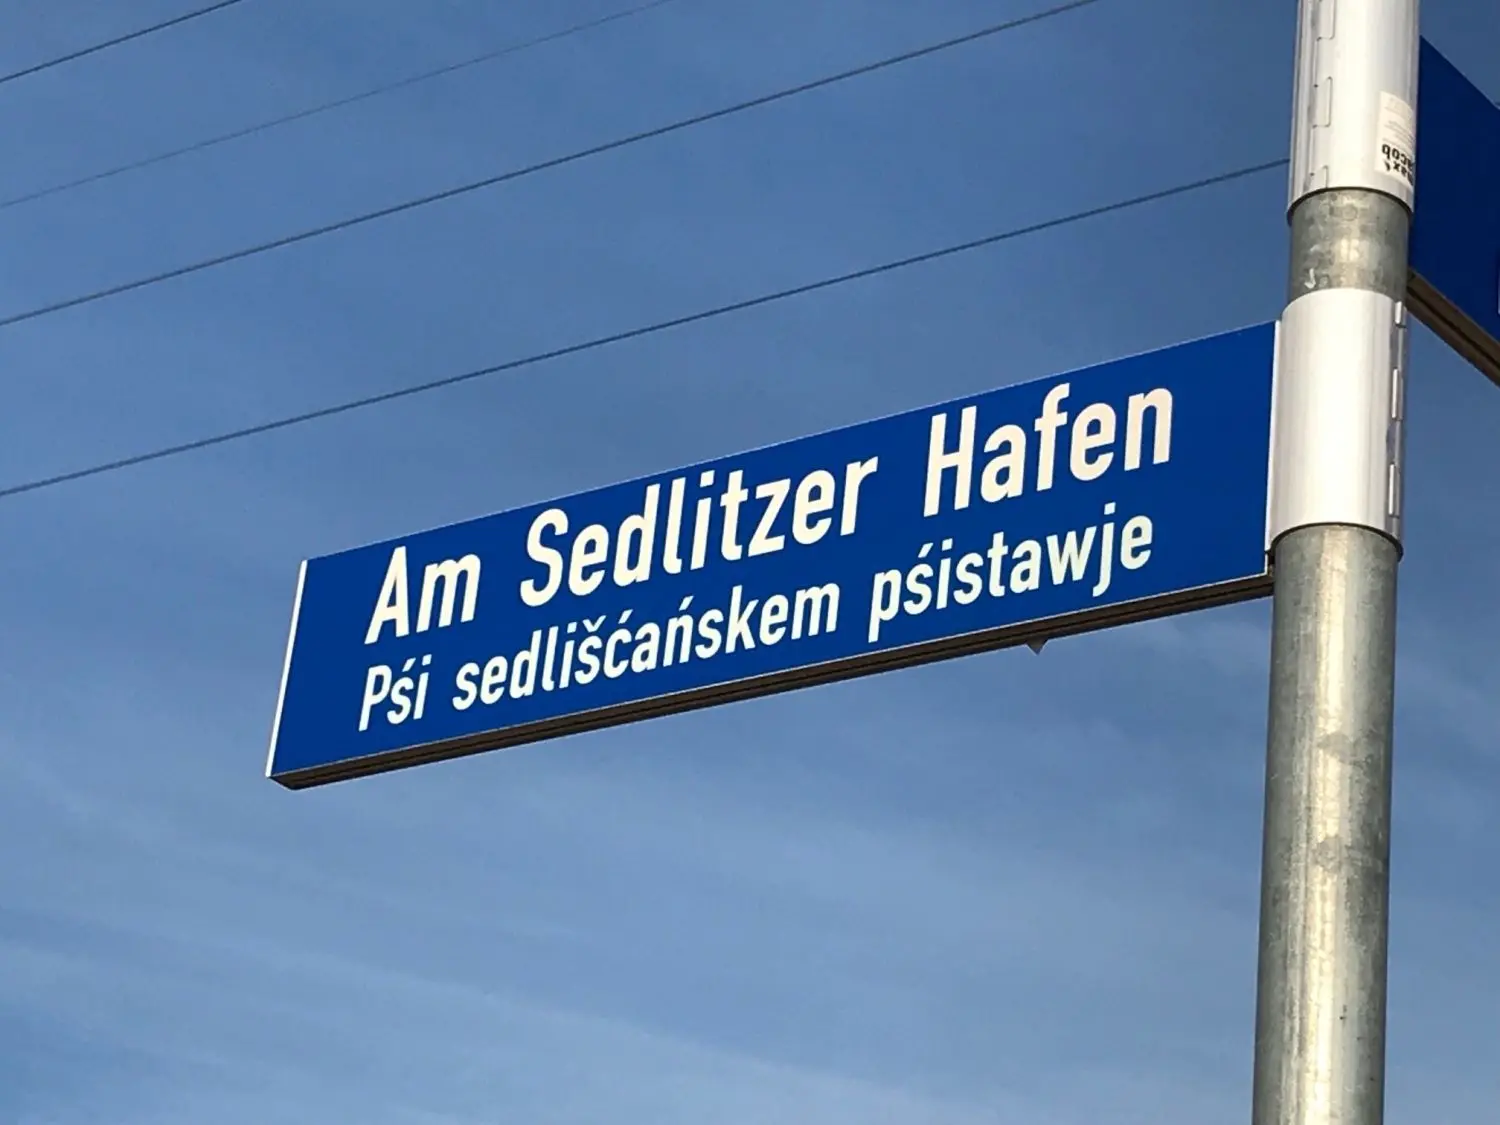 Am Sedlitzer Hafen
Pśi sedlišćańskem pśistawje